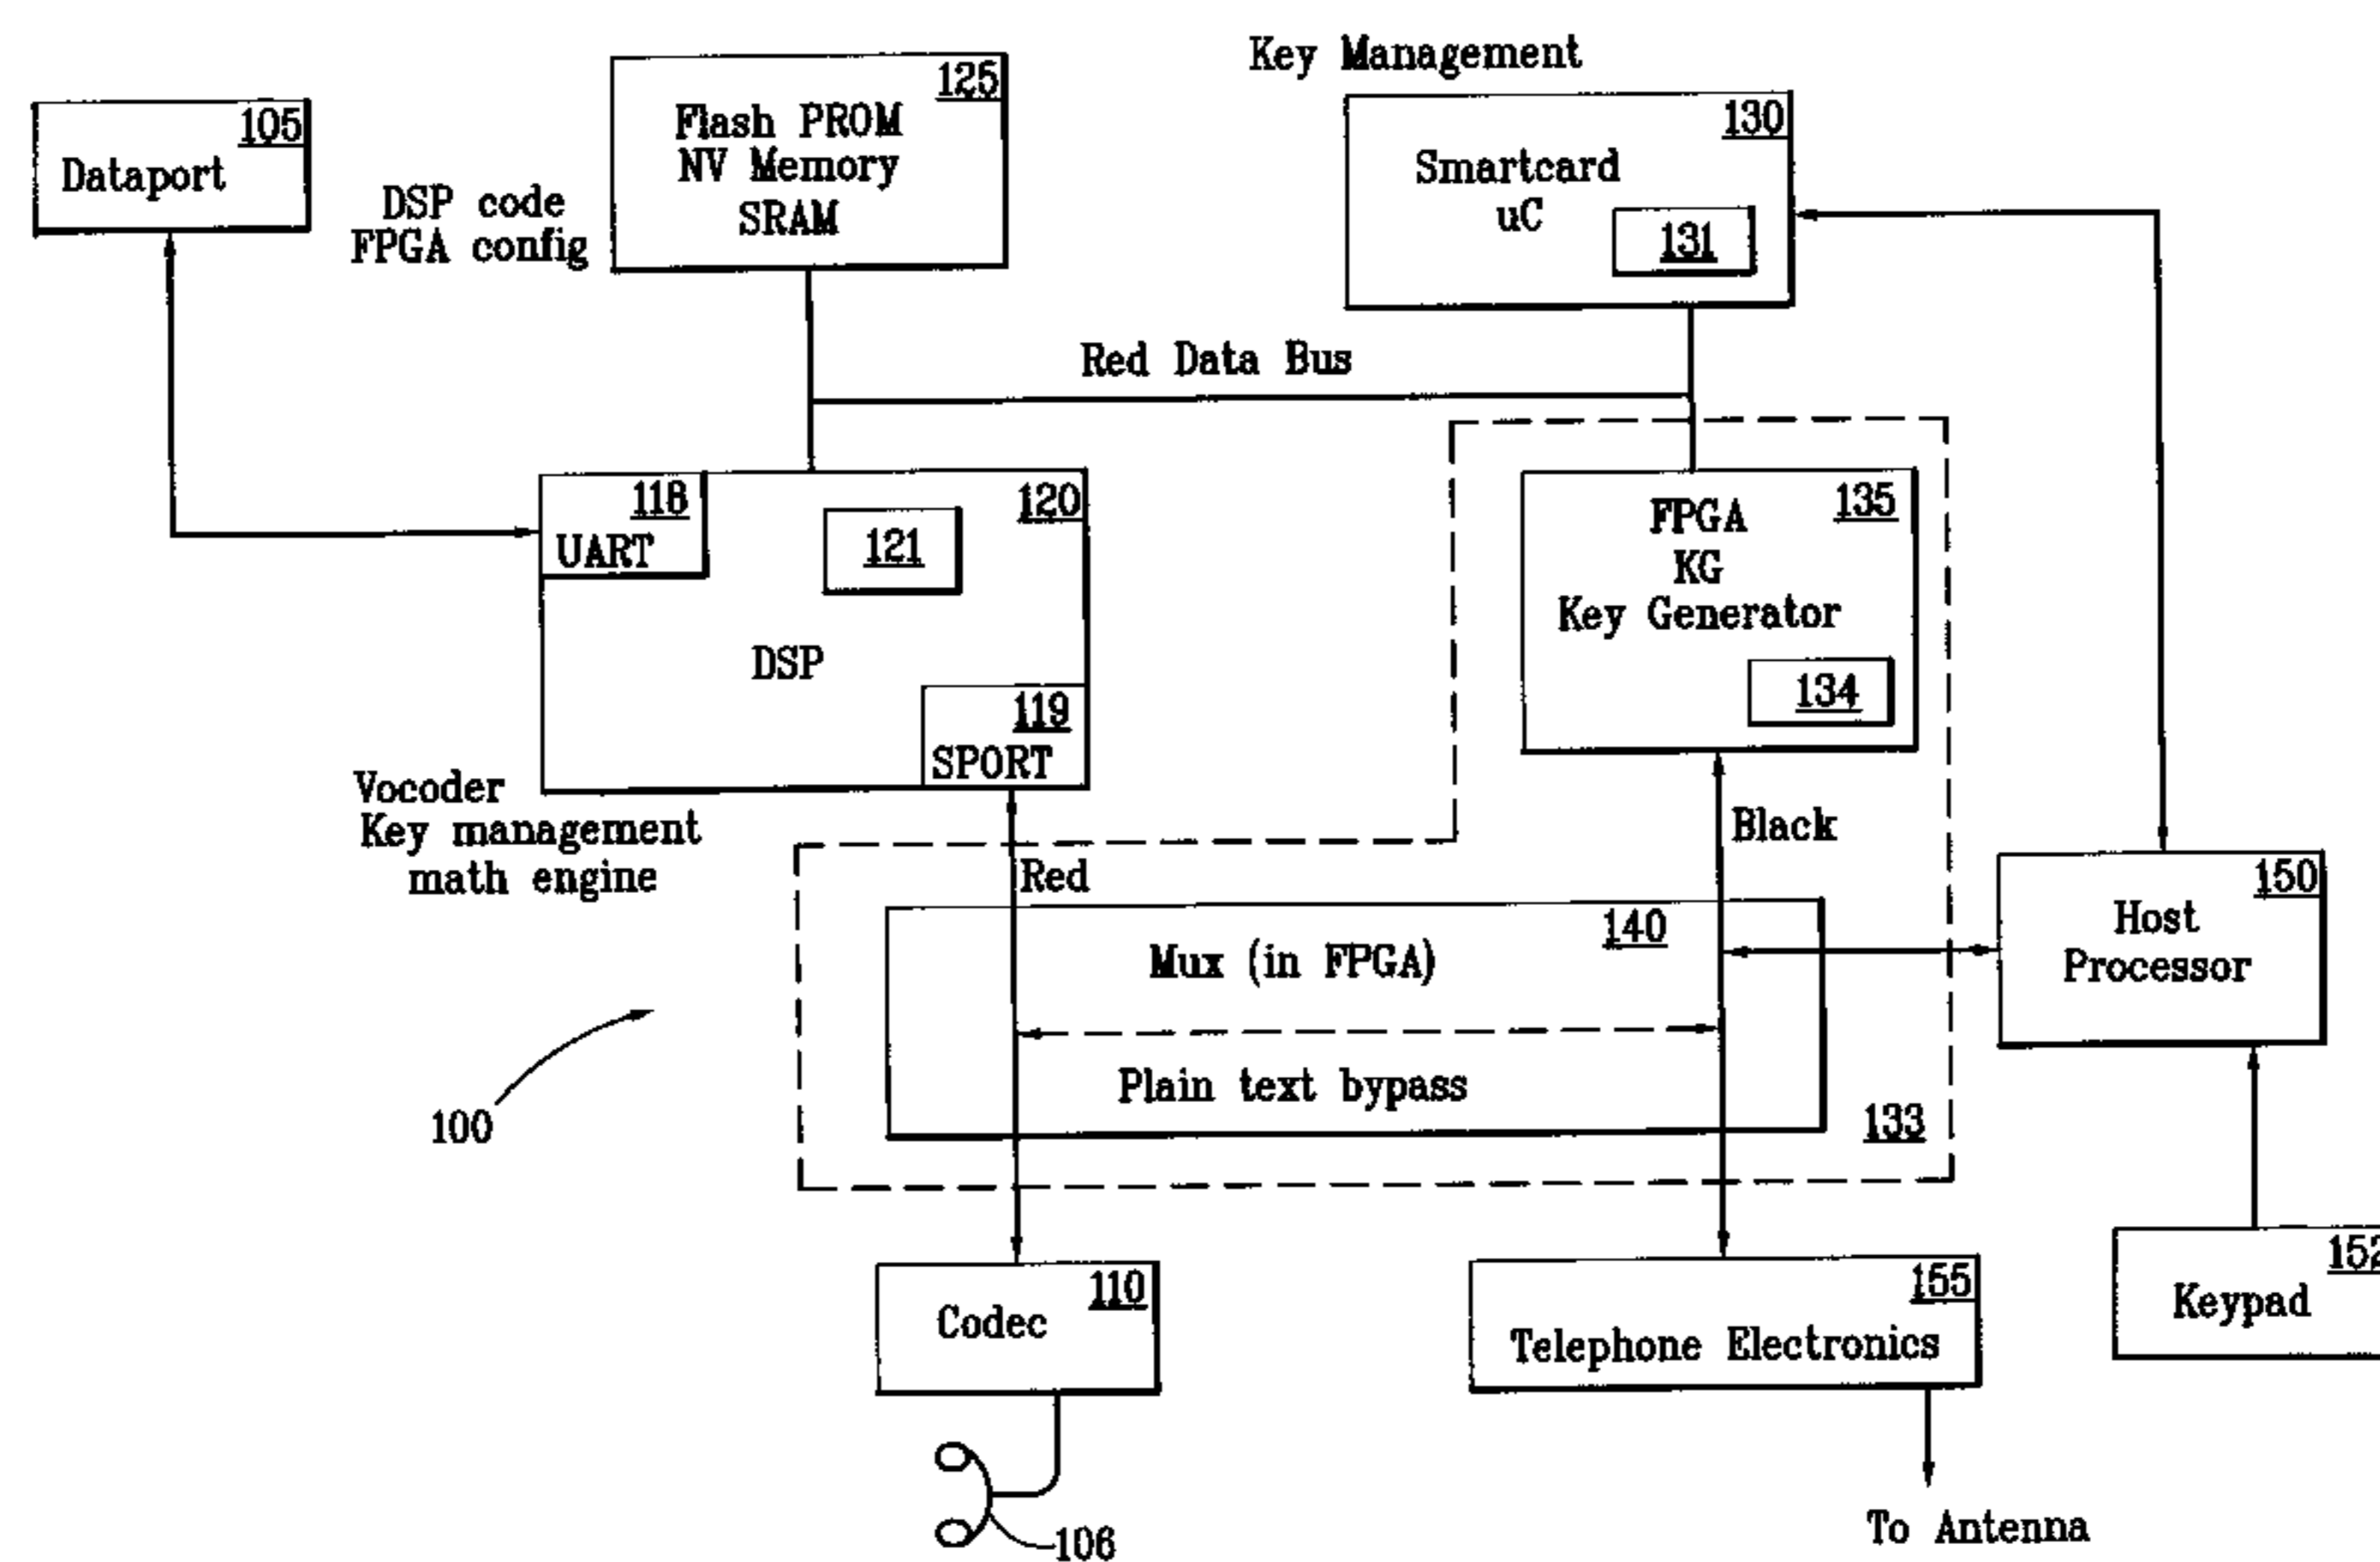 Key Management
125
130
105
Flash PROM
NV Memory
SRAM
Smartcard
uC
131
Dataport
DSP code
FPGA config
Red Data Bus
118
UART
120
121
DSP
119
SPORT
135
FPGA
KG
Key Generator
134
Vocoder
Key management
math engine
Red
Black
140
Mux (in FPGA)
Plain text bypass
133
150
Host
Processor
100
110
Codec
155
Telephone Electronics
152
Keypad
106
To Antenna